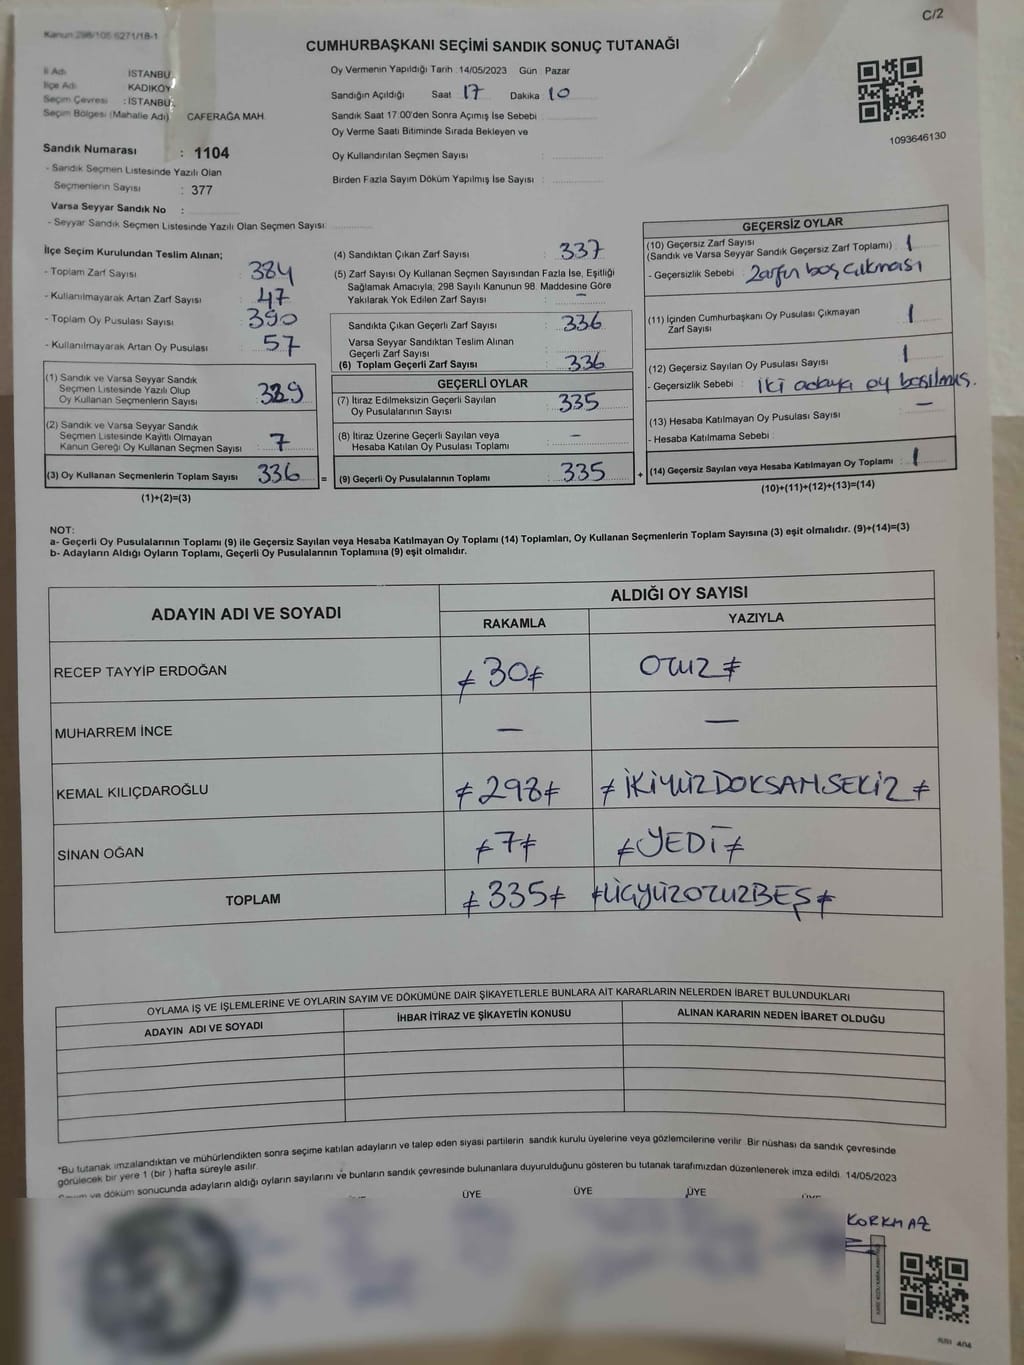 C/2
Kanun 298/105 6271/18-1
CUMHURBAŞKANI SEÇİMİ SANDIK SONUÇ TUTANAĞI
İl Adı İSTANBUL
İlçe Adı KADIKÖY
Seçim Çevresi : İSTANBUL
Seçim Bölgesi (Mahalle Adı) CAFERAĞA MAH.
Sandık Numarası : 1104
- Sandık Seçmen Listesinde Yazılı Olan
Seçmenlerin Sayısı : 377
Varsa Seyyar Sandık No :
- Seyyar Sandık Seçmen Listesinde Yazılı Olan Seçmen Sayısı:
Oy Vermenin Yapıldığı Tarih :14/05/2023 Gün Pazar
Sandığın Açıldığı Saat 17 Dakika 10
Sandık Saat 17:00'den Sonra Açımış İse Sebebi :
Oy Verme Saati Bitiminde Sırada Bekleyen ve
Oy Kullandırılan Seçmen Sayısı :
Birden Fazla Sayım Döküm Yapılmış İse Sayısı :
1093646130
İlçe Seçim Kurulundan Teslim Alınan;
- Toplam Zarf Sayısı : 384
- Kullanılmayarak Artan Zarf Sayısı : 47
- Toplam Oy Pusulası Sayısı : 390
- Kullanılmayarak Artan Oy Pusulası : 57
(1) Sandık ve Varsa Seyyar Sandık
Seçmen Listesinde Yazılı Olup
Oy Kullanan Seçmenlerin Sayısı : 329
(2) Sandık ve Varsa Seyyar Sandık
Seçmen Listesinde Kayıtlı Olmayan
Kanun Gereği Oy Kullanan Seçmen Sayısı : 7
(3) Oy Kullanan Seçmenlerin Toplam Sayısı : 336
(1)+(2)=(3)
(4) Sandıktan Çıkan Zarf Sayısı : 337
(5) Zarf Sayısı Oy Kullanan Seçmen Sayısından Fazla İse, Eşitliği
Sağlamak Amacıyla, 298 Sayılı Kanunun 98. Maddesine Göre
Yakılarak Yok Edilen Zarf Sayısı : -
Sandıkta Çıkan Geçerli Zarf Sayısı : 336
Varsa Seyyar Sandıktan Teslim Alınan
Geçerli Zarf Sayısı :
(6) Toplam Geçerli Zarf Sayısı : 336
GEÇERLİ OYLAR
(7) İtiraz Edilmeksizin Geçerli Sayılan
Oy Pusulalarının Sayısı : 335
(8) İtiraz Üzerine Geçerli Sayılan veya
Hesaba Katılan Oy Pusulası Toplamı : -
= (9) Geçerli Oy Pusulalarının Toplamı : 335
GEÇERSİZ OYLAR
(10) Geçersiz Zarf Sayısı
(Sandık ve Varsa Seyyar Sandık Geçersiz Zarf Toplamı) : 1
- Geçersizlik Sebebi : Zarfın boş çıkması
(11) İçinden Cumhurbaşkanı Oy Pusulası Çıkmayan
Zarf Sayısı : 1
(12) Geçersiz Sayılan Oy Pusulası Sayısı : 1
- Geçersizlik Sebebi : İki adaya oy basılmış.
(13) Hesaba Katılmayan Oy Pusulası Sayısı : -
- Hesaba Katılmama Sebebi :
+ (14) Geçersiz Sayılan veya Hesaba Katılmayan Oy Toplamı : 1
(10)+(11)+(12)+(13)=(14)
NOT:
a- Geçerli Oy Pusulalarının Toplamı (9) ile Geçersiz Sayılan veya Hesaba Katılmayan Oy Toplamı (14) Toplamları, Oy Kullanan Seçmenlerin Toplam Sayısına (3) eşit olmalıdır. (9)+(14)=(3)
b- Adayların Aldığı Oyların Toplamı, Geçerli Oy Pusulalarının Toplamına (9) eşit olmalıdır.
ADAYIN ADI VE SOYADI ALDIĞI OY SAYISI
RAKAMLA YAZIYLA
RECEP TAYYİP ERDOĞAN ≠30≠ OTUZ≠
MUHARREM İNCE - -
KEMAL KILIÇDAROĞLU ≠298≠ ≠İKİYÜZDOKSANSEKİZ≠
SİNAN OĞAN ≠7≠ ≠YEDİ≠
TOPLAM ≠335≠ ≠ÜÇYÜZOTUZBEŞ≠
OYLAMA İŞ VE İŞLEMLERİNE VE OYLARIN SAYIM VE DÖKÜMÜNE DAİR ŞİKAYETLERLE BUNLARA AİT KARARLARIN NELERDEN İBARET BULUNDUKLARI
ADAYIN ADI VE SOYADI İHBAR İTİRAZ VE ŞİKAYETİN KONUSU ALINAN KARARIN NEDEN İBARET OLDUĞU
*Bu tutanak imzalandıktan ve mühürlendikten sonra seçime katılan adayların ve talep eden siyasi partilerin sandık kurulu üyelerine veya gözlemcilerine verilir. Bir nüshası da sandık çevresinde
görülecek bir yere 1 (bir ) hafta süreyle asılır.
ve döküm sonucunda adayların aldığı oyların sayılarını ve bunların sandık çevresinde bulunanlara duyurulduğunu gösteren bu tutanak tarafımızdan düzenlenerek imza edildi. 14/05/2023
ÜYE ÜYE ÜYE
KORKMAZ